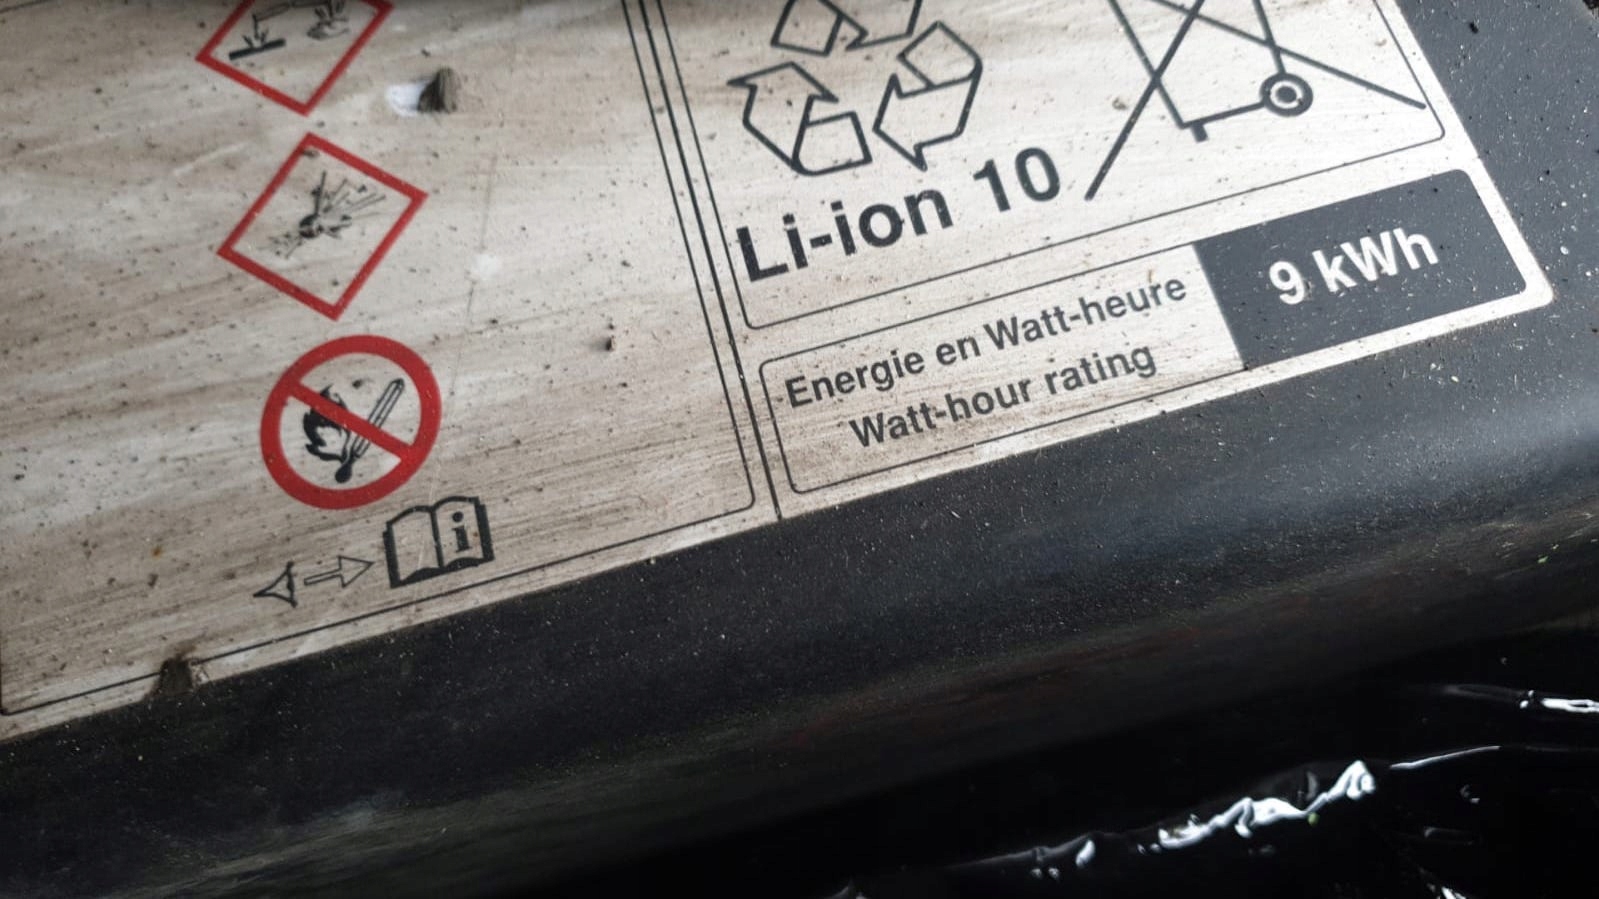 Li-ion 10
Energie en Watt-heure
Watt-hour rating
9 kWh
i